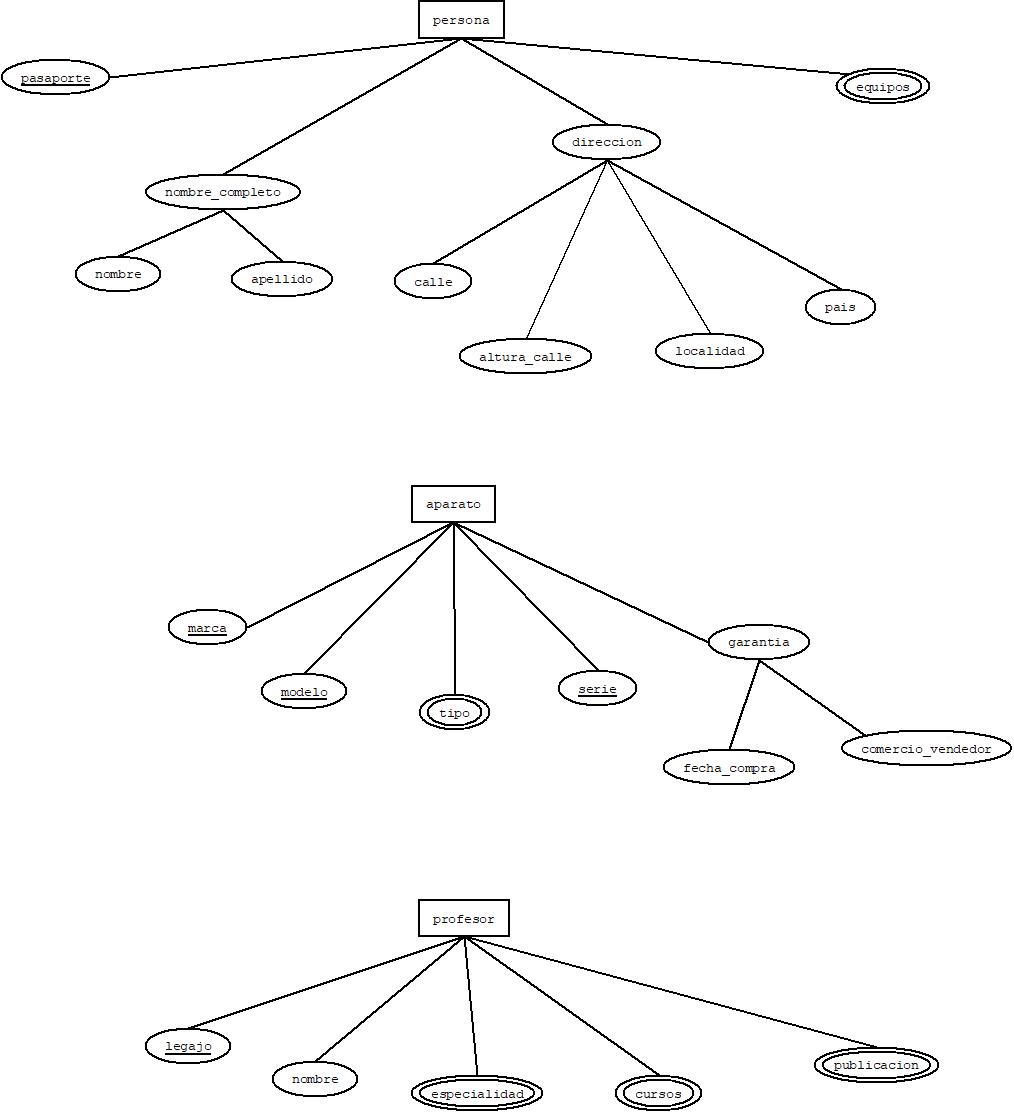 persona
pasaporte
equipos
direccion
nombre_completo
nombre
apellido
calle
pais
altura_calle
localidad
aparato
marca
garantia
modelo
serie
tipo
comercio_vendedor
fecha_compra
profesor
legajo
publicacion
nombre
especialidad
cursos